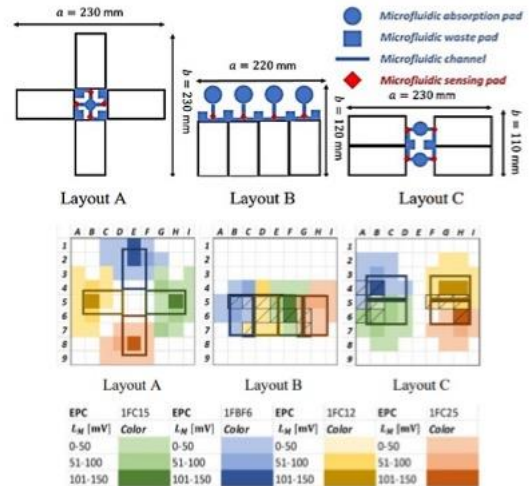 a = 230 mm
b = 230 mm
Layout A
a = 220 mm
b = 120 mm
Layout B
Microfluidic absorption pad
Microfluidic waste pad
Microfluidic channel
Microfluidic sensing pad
a = 230 mm
b = 110 mm
Layout C
A B C D E F G H I
1
2
3
4
5
6
7
8
9
Layout A
A B C D E F G H I
1
2
3
4
5
6
7
8
9
Layout B
A B C D E F G H I
1
2
3
4
5
6
7
8
9
Layout C
EPC 1FC15 EPC 1FBF6 EPC 1FC12 EPC 1FC25
L_M [mV] Color L_M [mV] Color L_M [mV] Color L_M [mV] Color
0-50 0-50 0-50 0-50
51-100 51-100 51-100 51-100
101-150 101-150 101-150 101-150